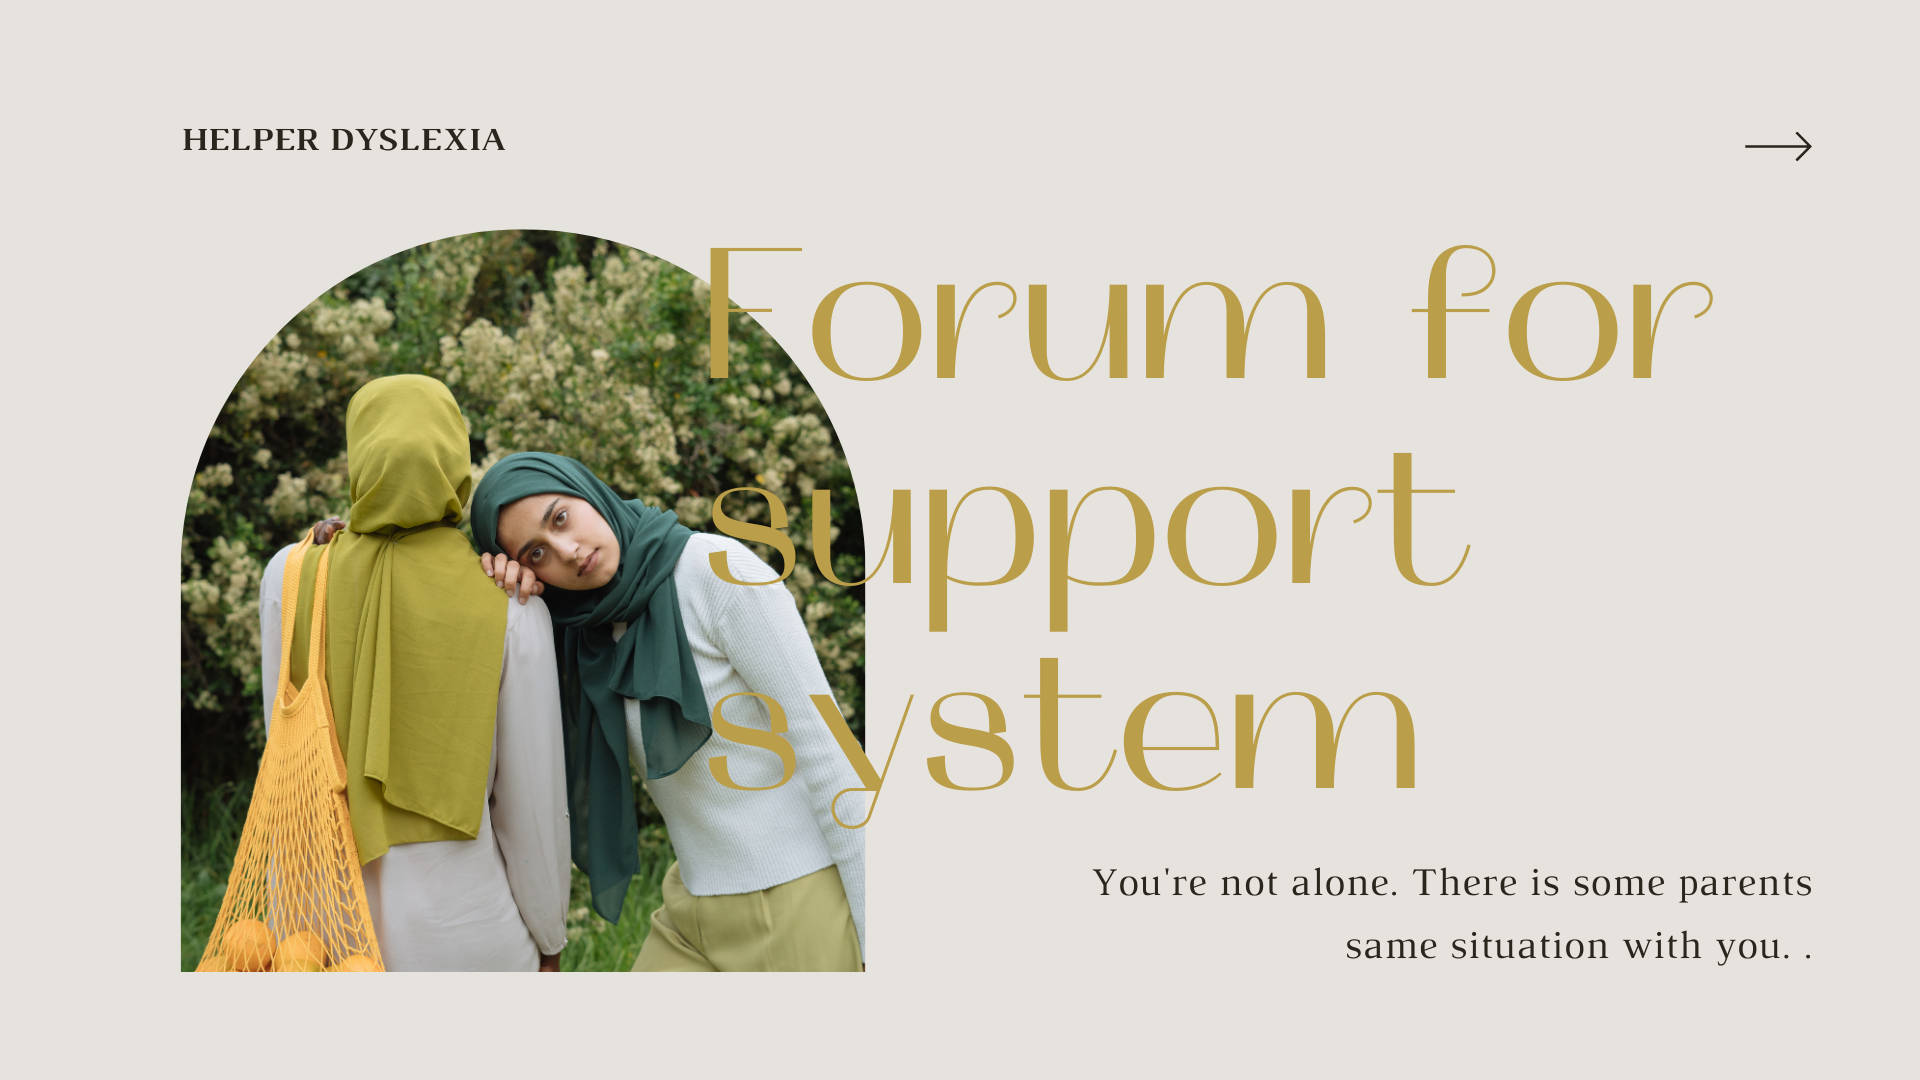 HELPER DYSLEXIA
Forum for
support
system
You're not alone. There is some parents
same situation with you. .